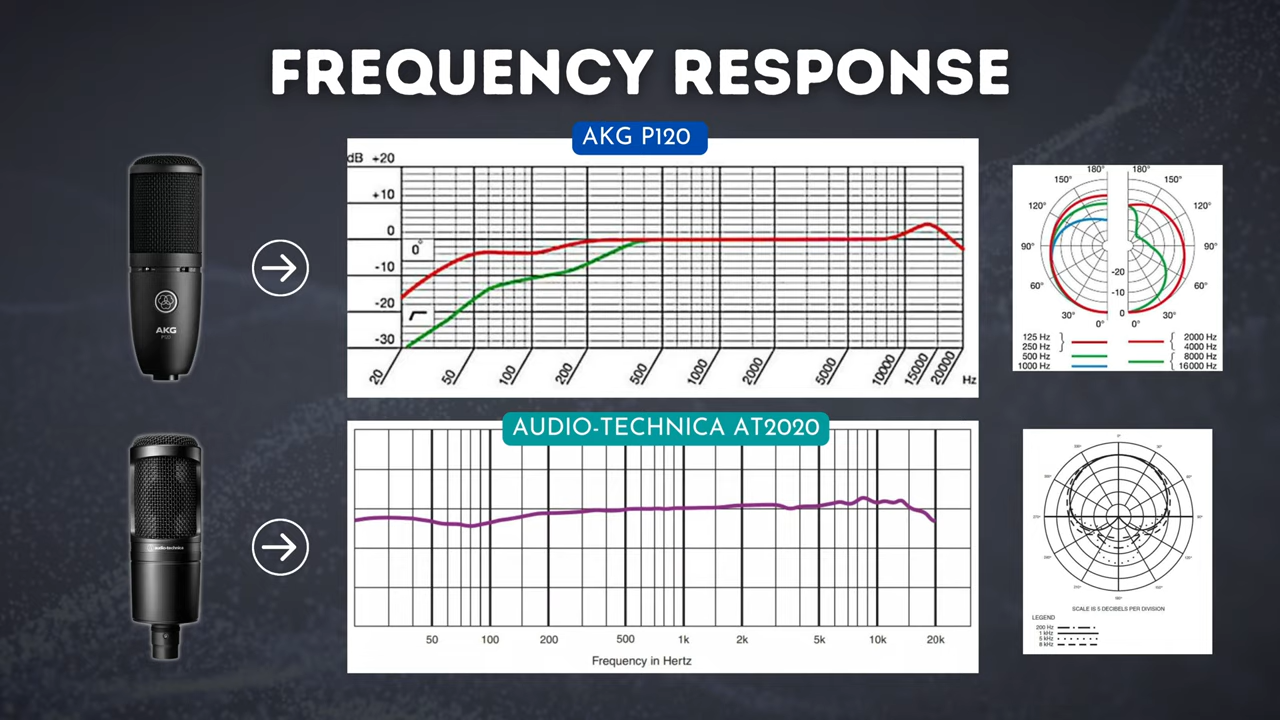 FREQUENCY RESPONSE
AKG P120
dB +20
+10
0
0°
-10
-20
-30
20 50 100 200 500 1000 2000 5000 10000 15000 20000 Hz
180° 180°
150° 150°
120° 120°
90° 90°
60° 60°
30° 30°
0° 0°
-20
-10
0
125 Hz
250 Hz
500 Hz
1000 Hz
2000 Hz
4000 Hz
8000 Hz
16000 Hz
AKG
P120
AUDIO-TECHNICA AT2020
50 100 200 500 1k 2k 5k 10k 20k
Frequency in Hertz
audio-technica
SCALE IS 5 DECIBELS PER DIVISION
LEGEND
200 Hz
1 kHz
5 kHz
8 kHz